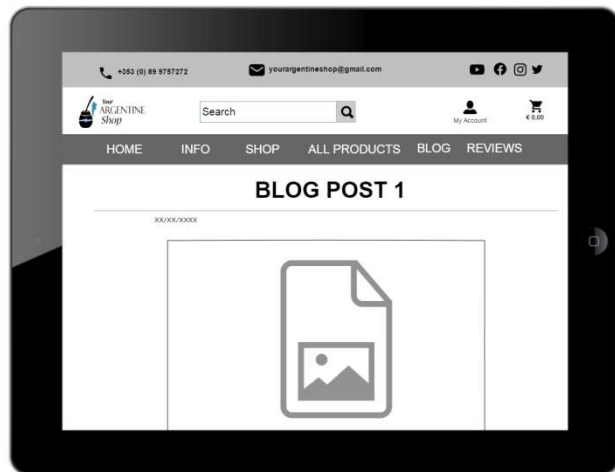 +353 (0) 89 9757272 yourargentineshop@gmail.com
Your
ARGENTINE
Shop
Search
My Account
€ 0.00
HOME INFO SHOP ALL PRODUCTS BLOG REVIEWS
BLOG POST 1
xx/xx/xxxx